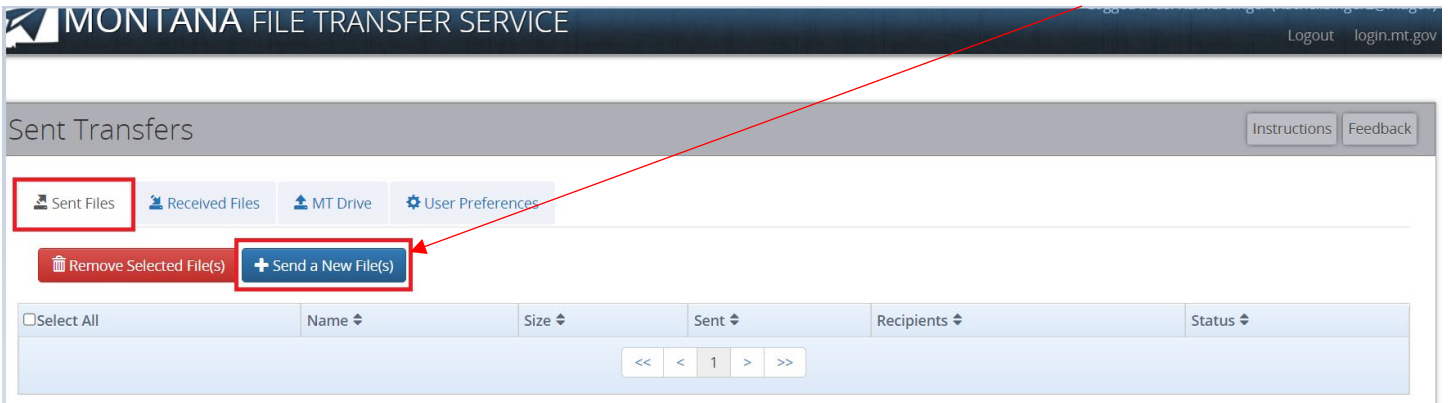 MONTANA FILE TRANSFER SERVICE
Logout login.mt.gov
Sent Transfers
Instructions Feedback
Sent Files Received Files MT Drive User Preferences
Remove Selected File(s) + Send a New File(s)
Select All Name Size Sent Recipients Status
<< < 1 > >>